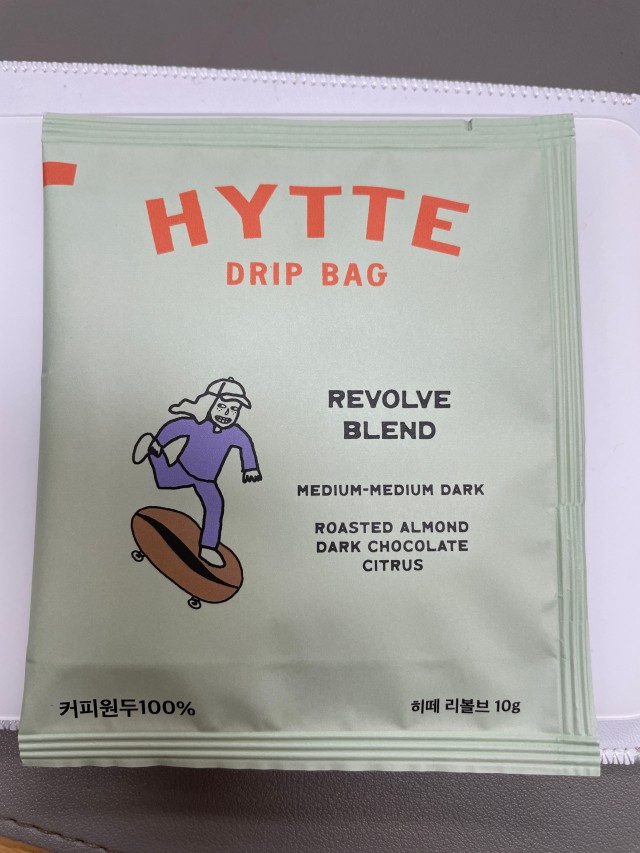 HYTTE
DRIP BAG
REVOLVE
BLEND
MEDIUM-MEDIUM DARK
ROASTED ALMOND
DARK CHOCOLATE
CITRUS
커피원두100%
히떼 리볼브 10g